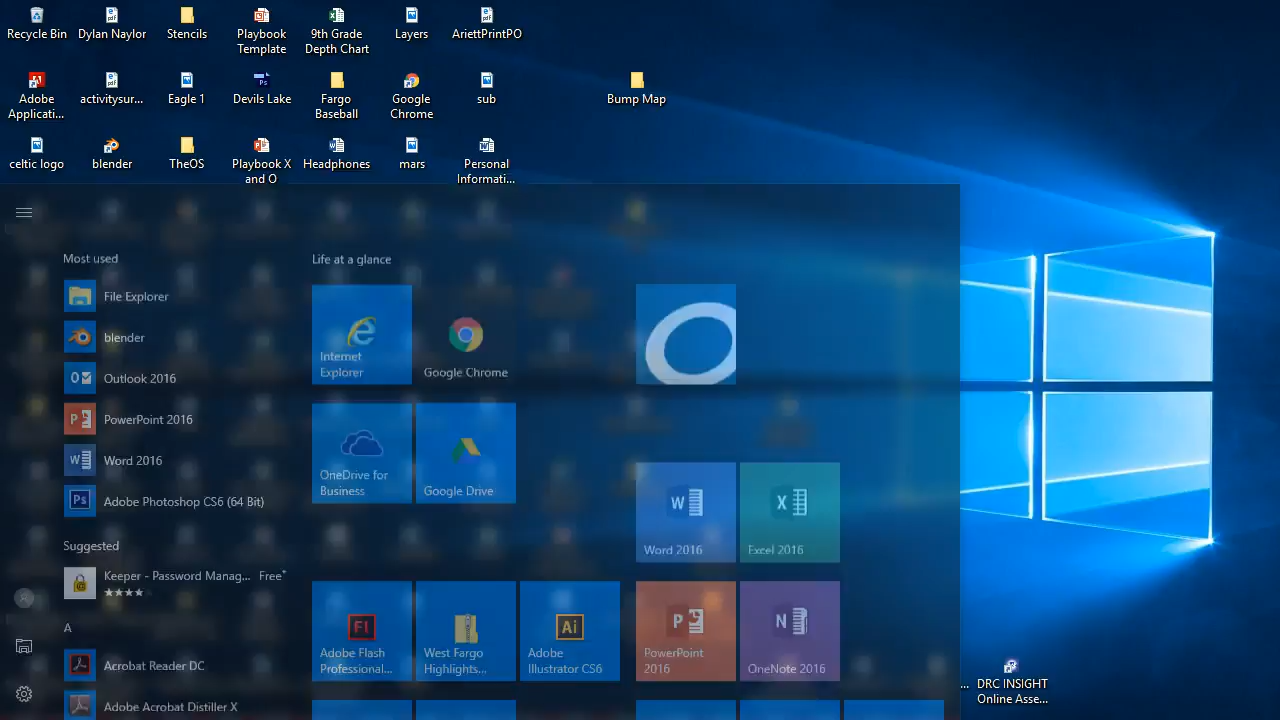 Recycle Bin
Dylan Naylor
Stencils
Playbook
Template
9th Grade
Depth Chart
Layers
AriettPrintPO
Adobe
Applicati...
activitysur...
Eagle 1
Devils Lake
Fargo
Baseball
Google
Chrome
sub
Bump Map
celtic logo
blender
TheOS
Playbook X
and O
Headphones
mars
Personal
Informati...
Most used
File Explorer
blender
Outlook 2016
PowerPoint 2016
Word 2016
Adobe Photoshop CS6 (64 Bit)
Suggested
Keeper - Password Manag... Free*
A
Acrobat Reader DC
Adobe Acrobat Distiller X
Life at a glance
Internet
Explorer
Google Chrome
OneDrive for
Business
Google Drive
Word 2016
Excel 2016
Adobe Flash
Professional...
West Fargo
Highlights...
Adobe
Illustrator CS6
PowerPoint
2016
OneNote 2016
... DRC INSIGHT
Online Asse...